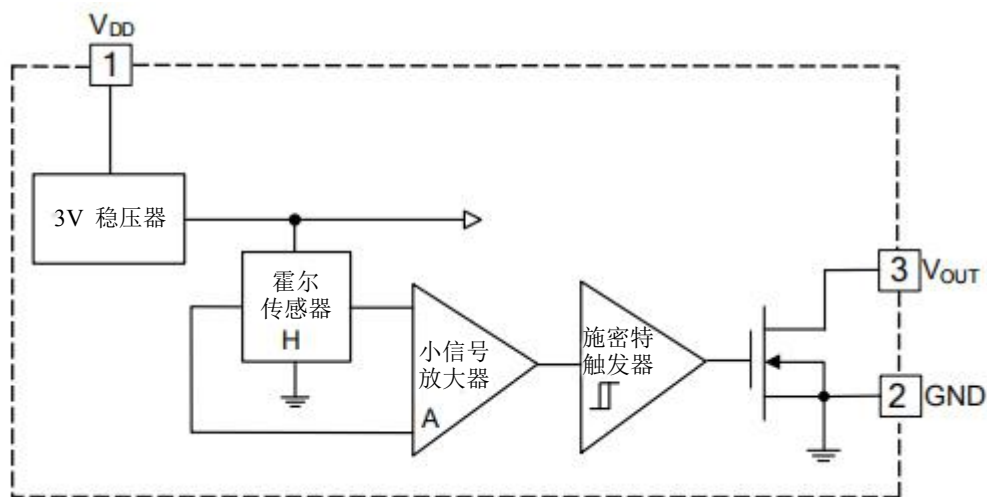 VDD
1
3V 稳压器
霍尔
传感器
H
小信号
放大器
A
施密特
触发器
3 VOUT
2 GND